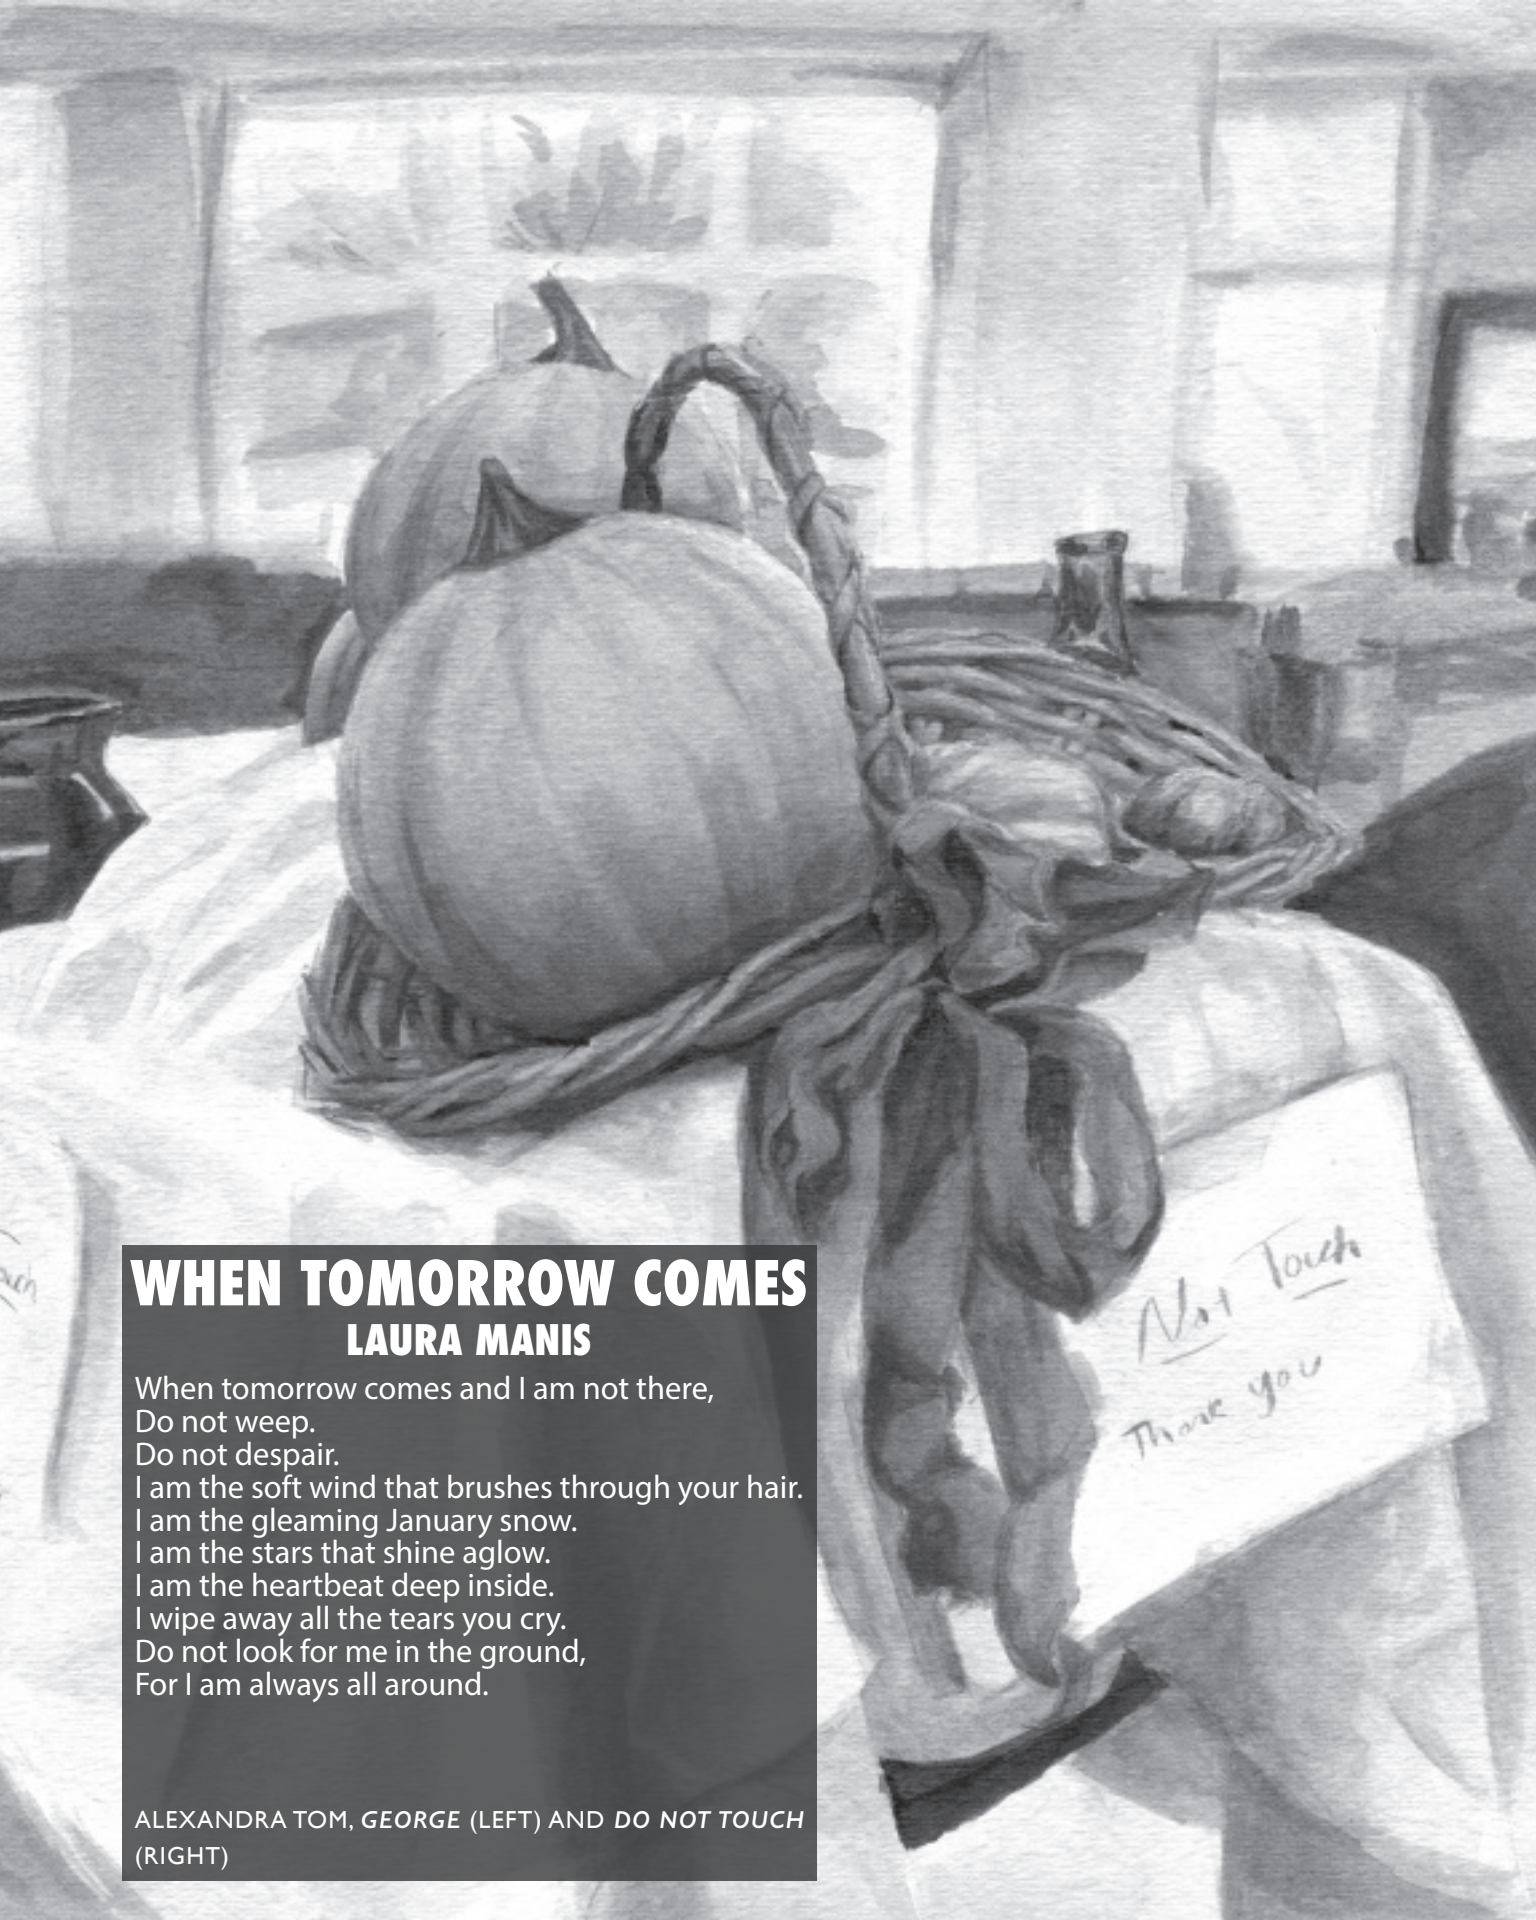 WHEN TOMORROW COMES
LAURA MANIS
When tomorrow comes and I am not there,
Do not weep.
Do not despair.
I am the soft wind that brushes through your hair.
I am the gleaming January snow.
I am the stars that shine aglow.
I am the heartbeat deep inside.
I wipe away all the tears you cry.
Do not look for me in the ground,
For I am always all around.
ALEXANDRA TOM, GEORGE (LEFT) AND DO NOT TOUCH
(RIGHT)
Not Touch
Thank you